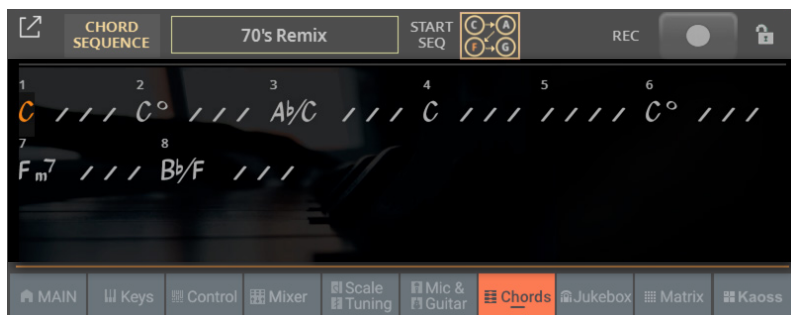 CHORD SEQUENCE 70's Remix START SEQ C A F G REC
1 2 3 4 5 6
C / / / C° / / / A♭/C / / / C / / / / / / / C° / / /
7 8
Fm7 / / / B♭/F / / /
MAIN Keys Control Mixer Scale Tuning Mic & Guitar Chords Jukebox Matrix Kaoss